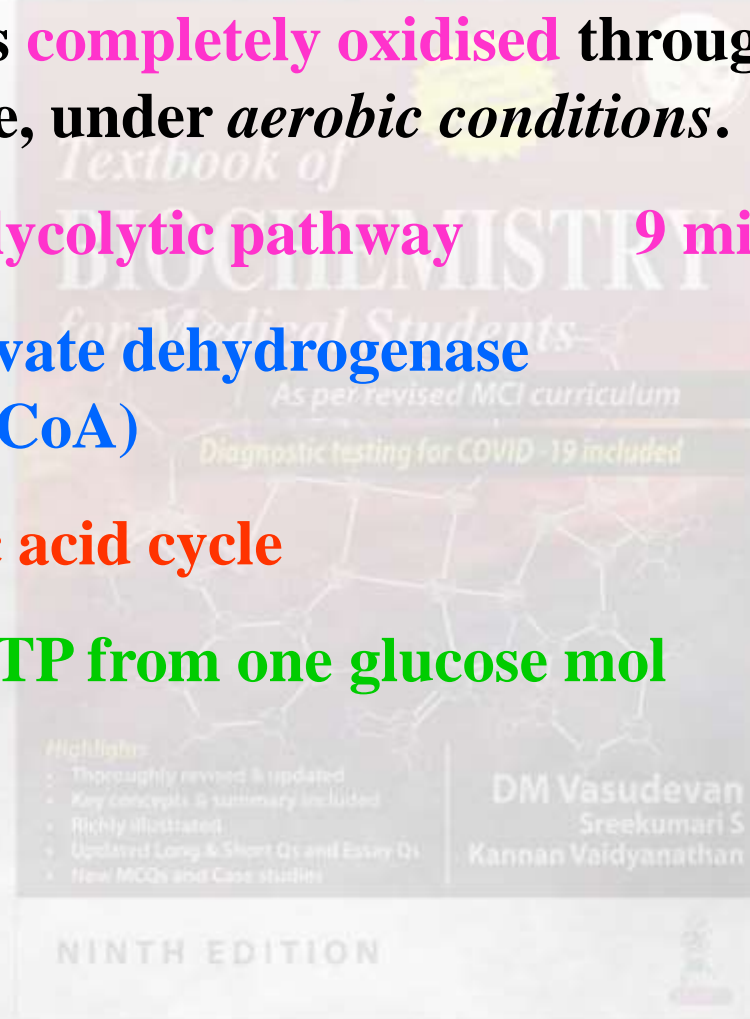 s completely oxidised throug
e, under aerobic conditions.
Textbook of
lycolytic pathway 9 mi
BIOCHEMISTRY
for Medical Students
vate dehydrogenase
As per revised MCI curriculum
CoA)
Diagnostic testing for COVID-19 included
c acid cycle
TP from one glucose mol
Highlights
• Thoroughly revised & updated
• Key concepts & summary included
• Richly illustrated
• Updated Long & Short Qs and Essay Qs
• New MCQs and Case studies
DM Vasudevan
Sreekumari S
Kannan Vaidyanathan
NINTH EDITION